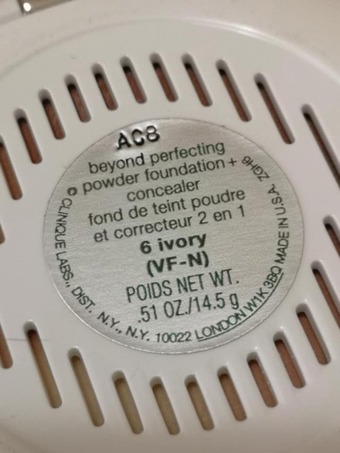 AC8
beyond perfecting
powder foundation +
concealer
fond de teint poudre
et correcteur 2 en 1
6 ivory
(VF-N)
POIDS NET WT.
.51 OZ./14.5 g
© CLINIQUE LABS., DIST. N.Y., N.Y. 10022 LONDON W1K 3BQ MADE IN U.S.A. ZGH6